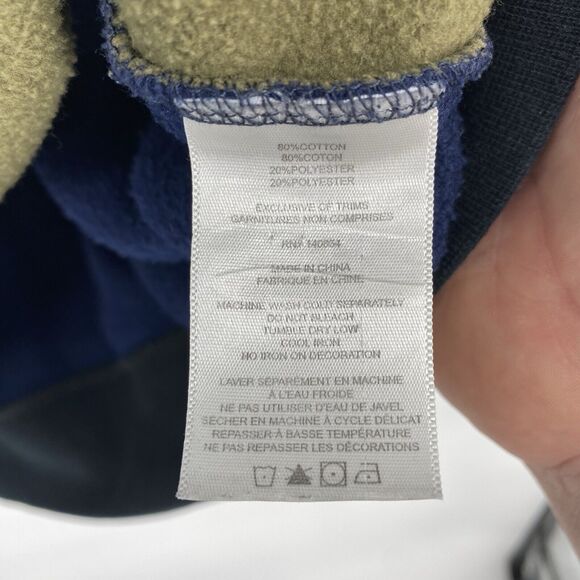 80%COTTON
80%COTON
20%POLYESTER
20%POLYESTER
EXCLUSIVE OF TRIMS
GARNITURES NON COMPRISES
RN# 140854
MADE IN CHINA
FABRIQUE EN CHINE
MACHINE WASH COLD SEPARATELY
DO NOT BLEACH
TUMBLE DRY LOW
COOL IRON
NO IRON ON DECORATION
LAVER SÉPARÉMENT EN MACHINE
À L'EAU FROIDE
NE PAS UTILISER D'EAU DE JAVEL
SÉCHER EN MACHINE À CYCLE DÉLICAT
REPASSER À BASSE TEMPÉRATURE
NE PAS REPASSER LES DÉCORATIONS